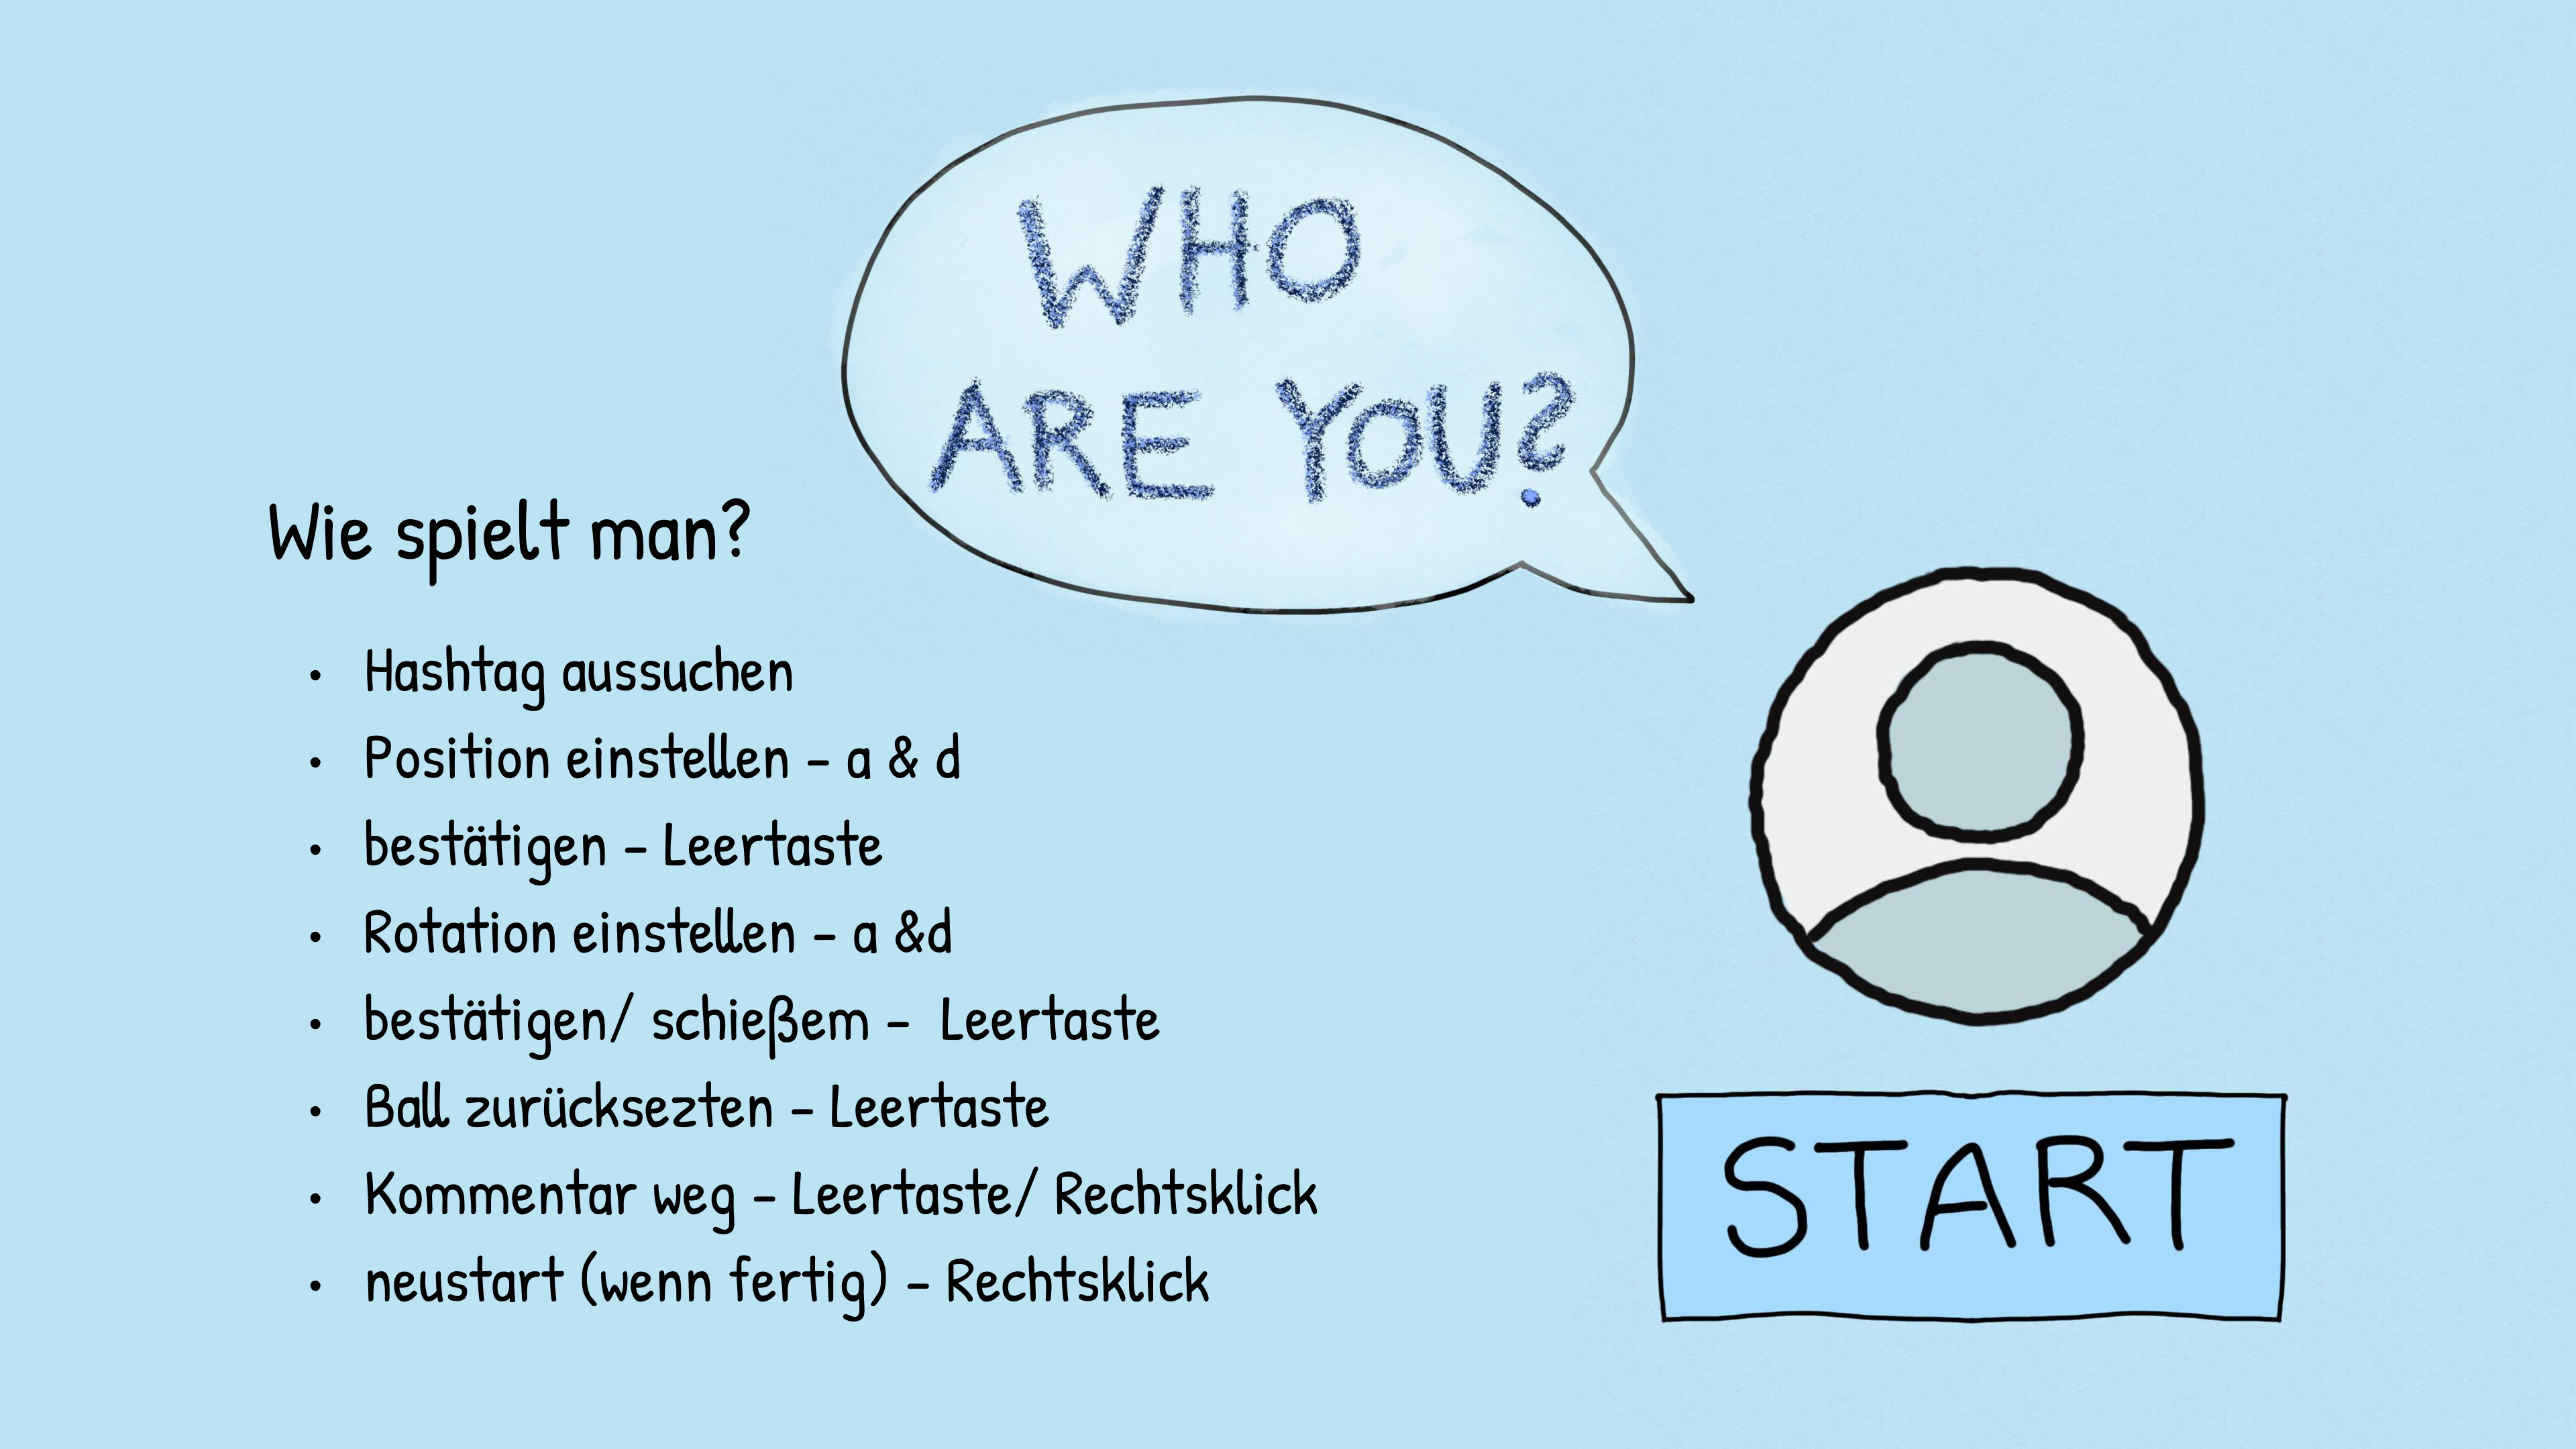 WHO
ARE YOU?
Wie spielt man?
• Hashtag aussuchen
• Position einstellen – a & d
• bestätigen – Leertaste
• Rotation einstellen – a &d
• bestätigen/ schießem – Leertaste
• Ball zurücksezten – Leertaste
• Kommentar weg – Leertaste/ Rechtsklick
• neustart (wenn fertig) – Rechtsklick
START